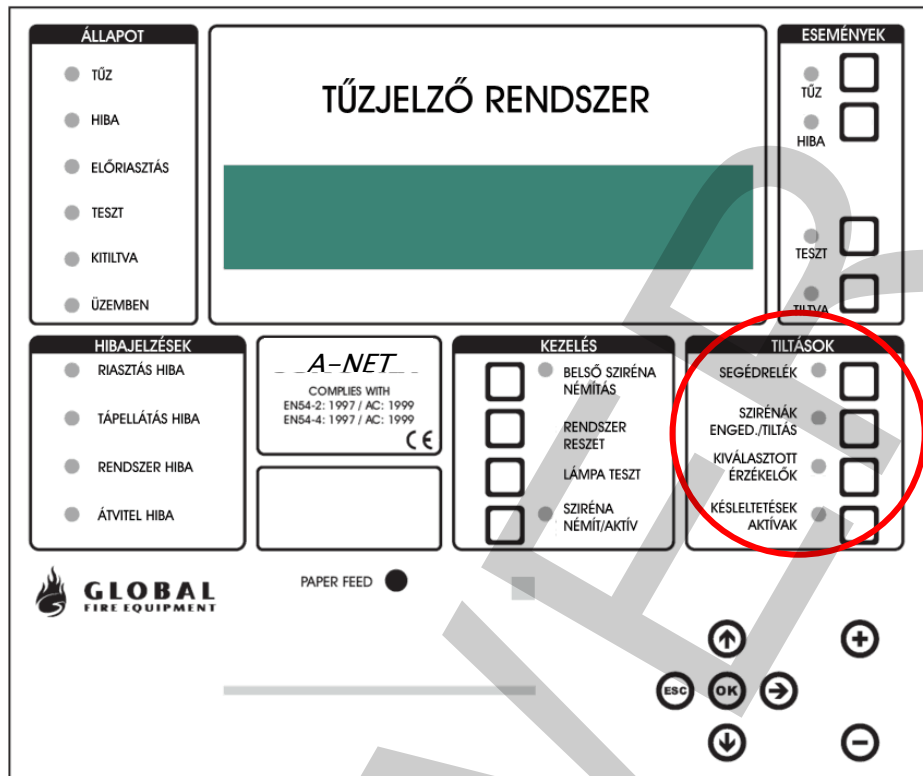 ÁLLAPOT
TŰZ
HIBA
ELŐRIASZTÁS
TESZT
KITILTVA
ÜZEMBEN
TŰZJELZŐ RENDSZER
ESEMÉNYEK
TŰZ
HIBA
TESZT
TILTVA
HIBAJELZÉSEK
RIASZTÁS HIBA
TÁPELLÁTÁS HIBA
RENDSZER HIBA
ÁTVITEL HIBA
A-NET
COMPLIES WITH
EN54-2: 1997 / AC: 1999
EN54-4: 1997 / AC: 1999
CE
KEZELÉS
BELSŐ SZIRÉNA
NÉMÍTÁS
RENDSZER
RESZET
LÁMPA TESZT
SZIRÉNA
NÉMÍT/AKTÍV
TILTÁSOK
SEGÉDRELÉK
SZIRÉNÁK
ENGED./TILTÁS
KIVÁLASZTOTT
ÉRZÉKELŐK
KÉSLELTETÉSEK
AKTÍVAK
GLOBAL
FIRE EQUIPMENT
PAPER FEED
ESC OK